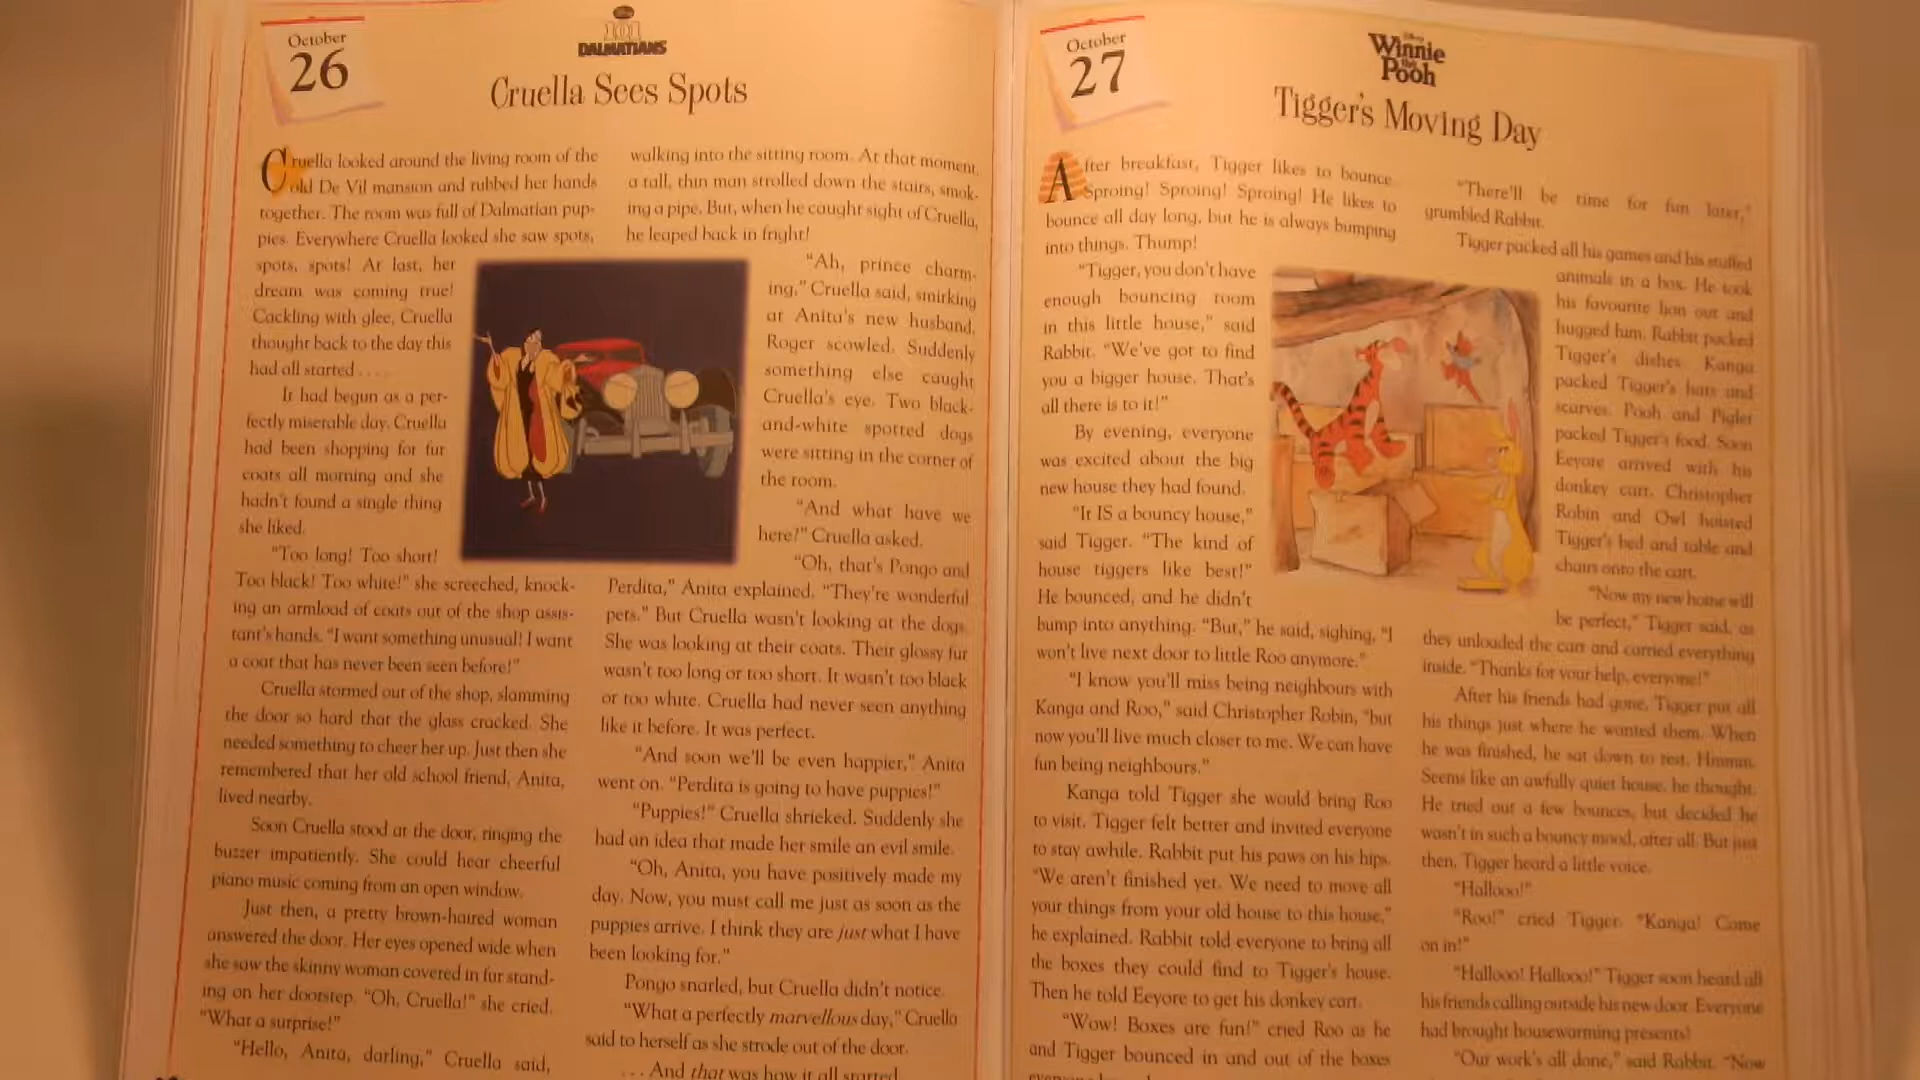 October
26
101
DALMATIANS
Cruella Sees Spots
Cruella looked around the living room of the
old De Vil mansion and rubbed her hands
together. The room was full of Dalmatian pup-
pies. Everywhere Cruella looked she saw spots,
spots, spots! At last, her
dream was coming true!
Cackling with glee, Cruella
thought back to the day this
had all started . . . .
It had begun as a per-
fectly miserable day. Cruella
had been shopping for fur
coats all morning and she
hadn't found a single thing
she liked.
"Too long! Too short!
Too black! Too white!" she screeched, knock-
ing an armload of coats out of the shop assis-
tant's hands. "I want something unusual! I want
a coat that has never been seen before!"
Cruella stormed out of the shop, slamming
the door so hard that the glass cracked. She
needed something to cheer her up. Just then she
remembered that her old school friend, Anita,
lived nearby.
Soon Cruella stood at the door, ringing the
buzzer impatiently. She could hear cheerful
piano music coming from an open window.
Just then, a pretty brown-haired woman
answered the door. Her eyes opened wide when
she saw the skinny woman covered in fur stand-
ing on her doorstep. "Oh, Cruella!" she cried.
"What a surprise!"
"Hello, Anita, darling," Cruella said,
walking into the sitting room. At that moment,
a tall, thin man strolled down the stairs, smok-
ing a pipe. But, when he caught sight of Cruella,
he leaped back in fright!
"Ah, prince charm-
ing," Cruella said, smirking
at Anita's new husband.
Roger scowled. Suddenly
something else caught
Cruella's eye. Two black-
and-white spotted dogs
were sitting in the corner of
the room.
"And what have we
here?" Cruella asked.
"Oh, that's Pongo and
Perdita," Anita explained. "They're wonderful
pets." But Cruella wasn't looking at the dogs.
She was looking at their coats. Their glossy fur
wasn't too long or too short. It wasn't too black
or too white. Cruella had never seen anything
like it before. It was perfect.
"And soon we'll be even happier," Anita
went on. "Perdita is going to have puppies!"
"Puppies!" Cruella shrieked. Suddenly she
had an idea that made her smile an evil smile.
"Oh, Anita, you have positively made my
day. Now, you must call me just as soon as the
puppies arrive. I think they are just what I have
been looking for."
Pongo snarled, but Cruella didn't notice.
"What a perfectly marvellous day," Cruella
said to herself as she strode out of the door.
. . . And that was how it all started.
October
27
Disney
Winnie
the
Pooh
Tigger's Moving Day
After breakfast, Tigger likes to bounce.
Sproing! Sproing! Sproing! He likes to
bounce all day long, but he is always bumping
into things. Thump!
"Tigger, you don't have
enough bouncing room
in this little house," said
Rabbit. "We've got to find
you a bigger house. That's
all there is to it!"
By evening, everyone
was excited about the big
new house they had found.
"It IS a bouncy house,"
said Tigger. "The kind of
house tiggers like best!"
He bounced, and he didn't
bump into anything. "But," he said, sighing, "I
won't live next door to little Roo anymore."
"I know you'll miss being neighbours with
Kanga and Roo," said Christopher Robin, "but
now you'll live much closer to me. We can have
fun being neighbours."
Kanga told Tigger she would bring Roo
to visit. Tigger felt better and invited everyone
to stay awhile. Rabbit put his paws on his hips.
"We aren't finished yet. We need to move all
your things from your old house to this house,"
he explained. Rabbit told everyone to bring all
the boxes they could find to Tigger's house.
Then he told Eeyore to get his donkey cart.
"Wow! Boxes are fun!" cried Roo as he
and Tigger bounced in and out of the boxes
"There'll be time for fun later,"
grumbled Rabbit.
Tigger packed all his games and his stuffed
animals in a box. He took
his favourite lion out and
hugged him. Rabbit packed
Tigger's dishes. Kanga
packed Tigger's hats and
scarves. Pooh and Piglet
packed Tigger's food. Soon
Eeyore arrived with his
donkey cart. Christopher
Robin and Owl hoisted
Tigger's bed and table and
chairs onto the cart.
"Now my new home will
be perfect," Tigger said, as
they unloaded the cart and carried everything
inside. "Thanks for your help, everyone!"
After his friends had gone, Tigger put all
his things just where he wanted them. When
he was finished, he sat down to rest. Hmmm.
Seems like an awfully quiet house, he thought.
He tried out a few bounces, but decided he
wasn't in such a bouncy mood, after all. But just
then, Tigger heard a little voice.
"Hallooo!"
"Roo!" cried Tigger. "Kanga! Come
on in!"
"Hallooo! Hallooo!" Tigger soon heard all
his friends calling outside his new door. Everyone
had brought housewarming presents!
"Our work's all done," said Rabbit. "Now